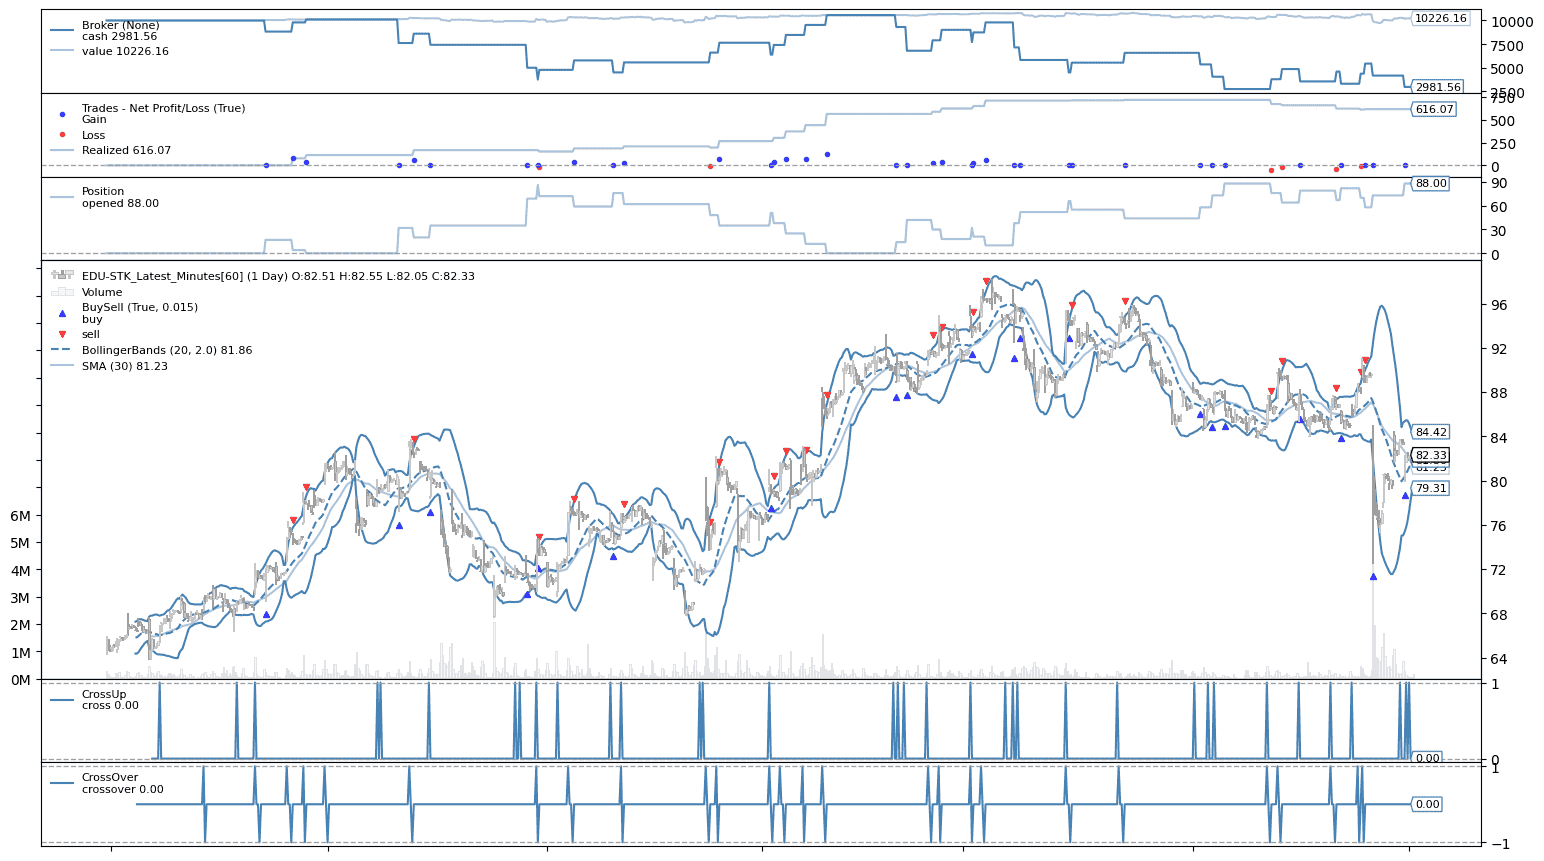 Broker (None)
cash 2981.56
value 10226.16
10226.16
10000
7500
5000
2981.56
2500
Trades - Net Profit/Loss (True)
Gain
Loss
Realized 616.07
750
616.07
500
250
0
Position
opened 88.00
88.00
90
60
30
0
EDU-STK_Latest_Minutes[60] (1 Day) O:82.51 H:82.55 L:82.05 C:82.33
Volume
BuySell (True, 0.015)
buy
sell
BollingerBands (20, 2.0) 81.86
SMA (30) 81.23
96
92
88
84
84.42
82.33
81.23
80
79.31
76
72
68
64
6M
5M
4M
3M
2M
1M
0M
CrossUp
cross 0.00
1
0
0.00
CrossOver
crossover 0.00
1
0.00
−1